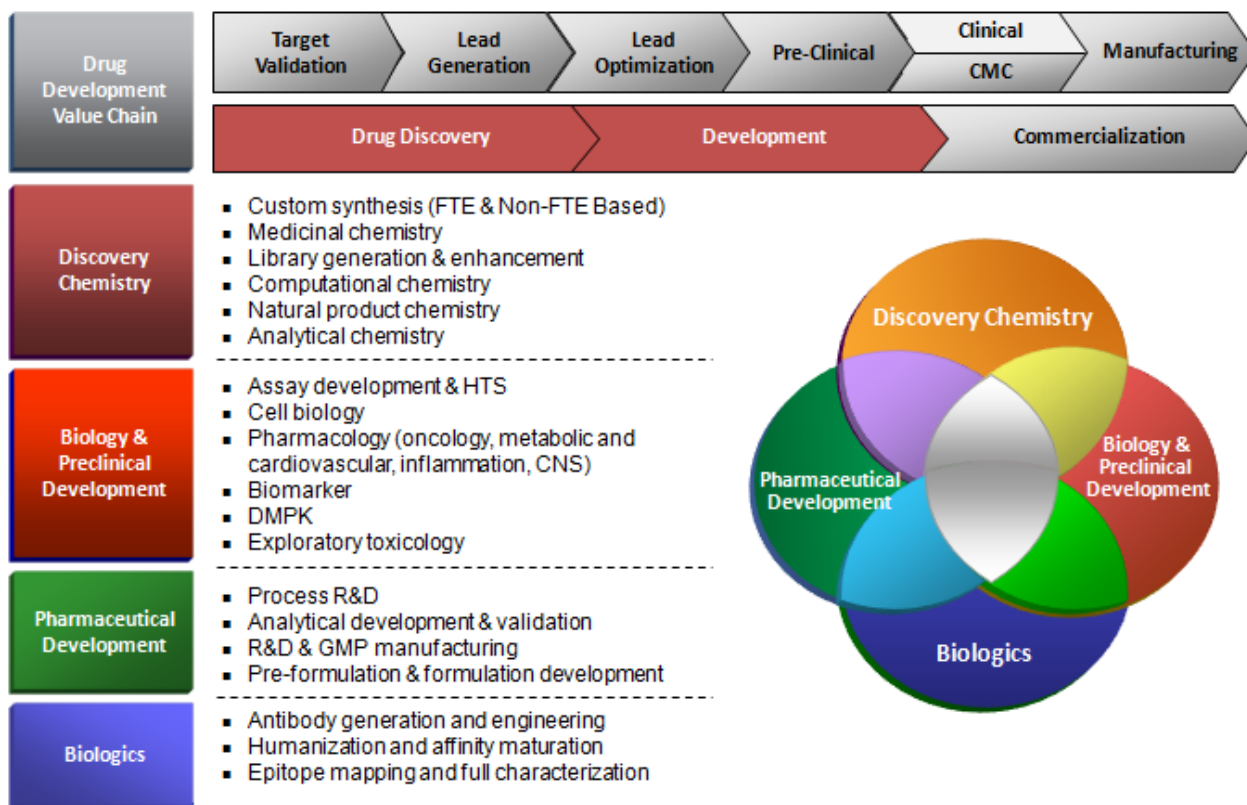 Drug
Development
Value Chain
Target
Validation
Lead
Generation
Lead
Optimization
Pre-Clinical
Clinical
CMC
Manufacturing
Drug Discovery
Development
Commercialization
Discovery
Chemistry
▪ Custom synthesis (FTE & Non-FTE Based)
▪ Medicinal chemistry
▪ Library generation & enhancement
▪ Computational chemistry
▪ Natural product chemistry
▪ Analytical chemistry
Biology &
Preclinical
Development
▪ Assay development & HTS
▪ Cell biology
▪ Pharmacology (oncology, metabolic and
cardiovascular, inflammation, CNS)
▪ Biomarker
▪ DMPK
▪ Exploratory toxicology
Pharmaceutical
Development
▪ Process R&D
▪ Analytical development & validation
▪ R&D & GMP manufacturing
▪ Pre-formulation & formulation development
Biologics
▪ Antibody generation and engineering
▪ Humanization and affinity maturation
▪ Epitope mapping and full characterization
Discovery Chemistry
Pharmaceutical
Development
Biology &
Preclinical
Development
Biologics